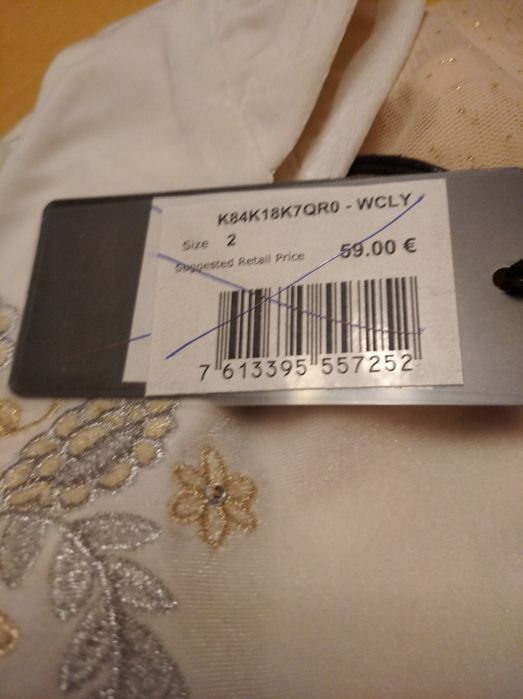 K84K18K7QR0 - WCLY
Size 2
Suggested Retail Price 59.00 €
7 613395 557252